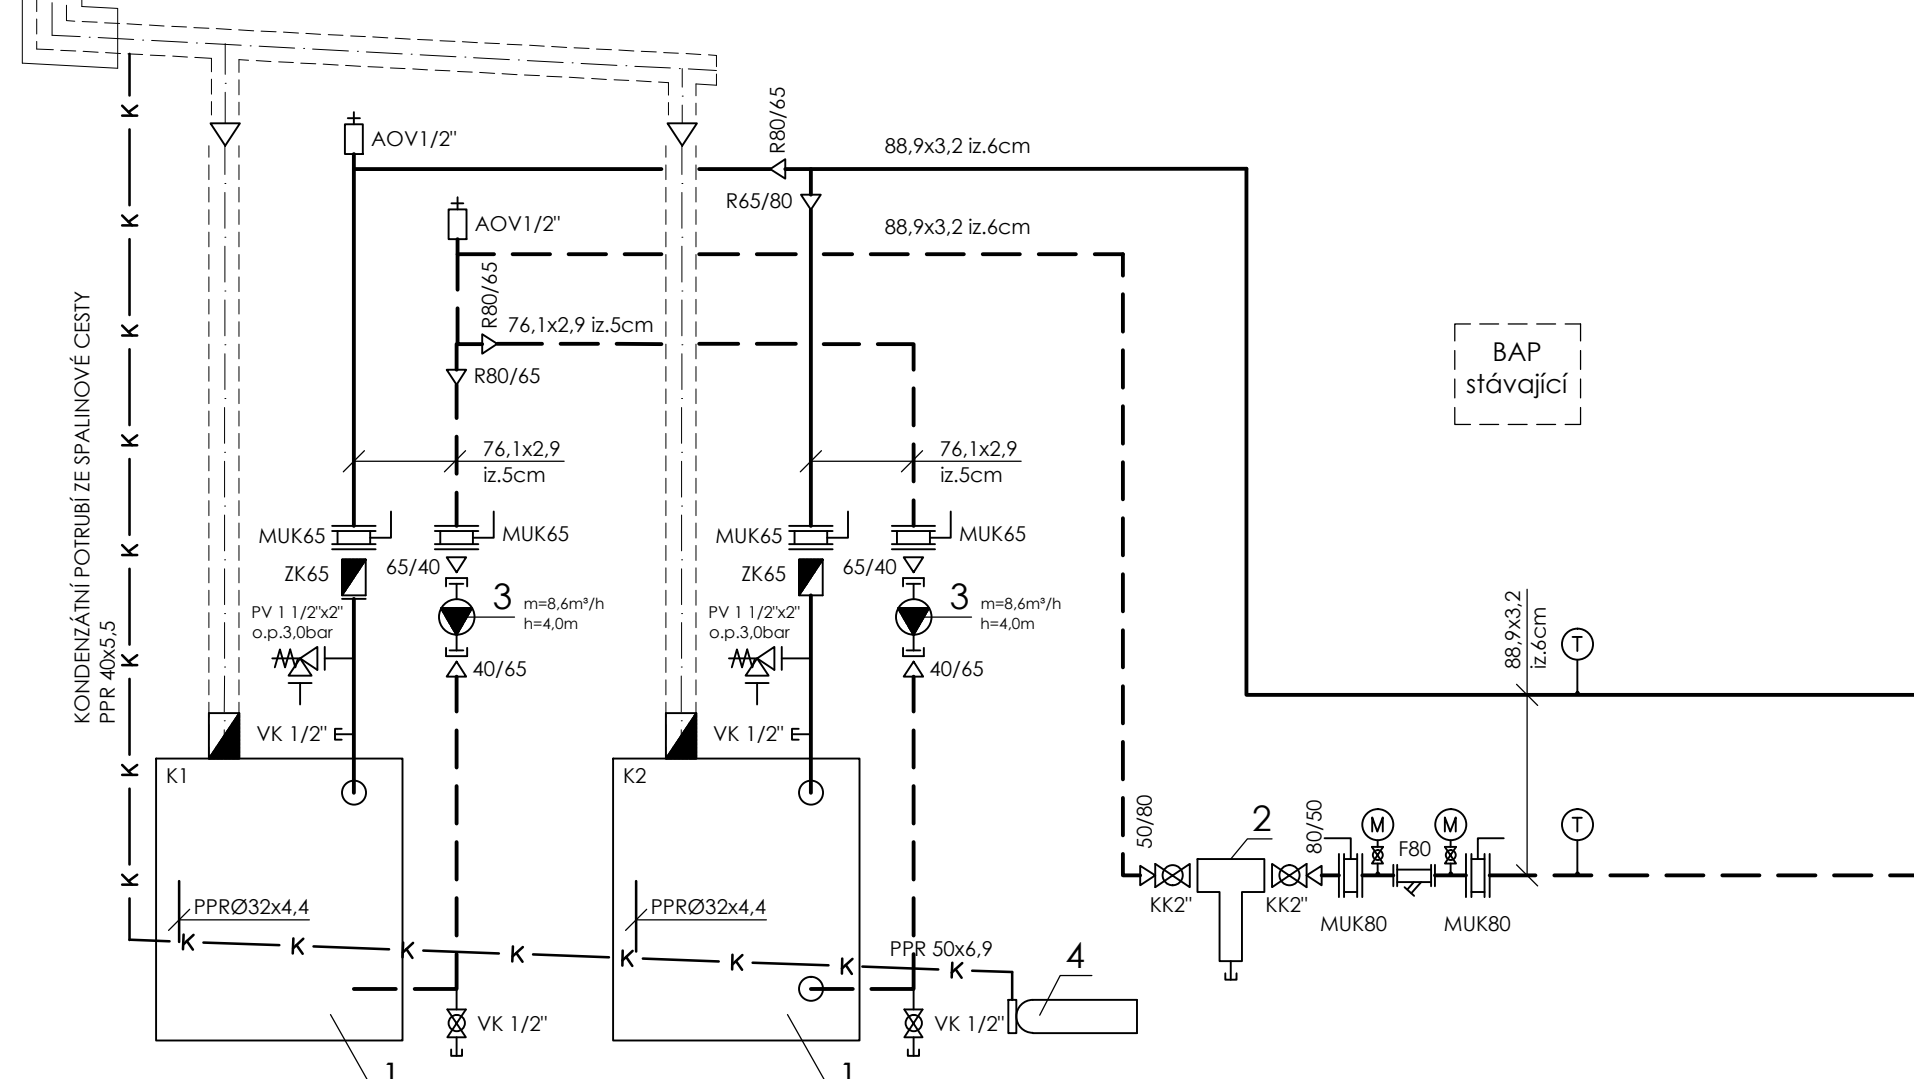 R80/65
AOV1/2"
88,9x3,2 iz.6cm
R65/80
AOV1/2"
88,9x3,2 iz.6cm
R80/65
76,1x2,9 iz.5cm
R80/65
BAP
stávající
KONDENZÁTNÍ POTRUBÍ ZE SPALINOVÉ CESTY
PPR 40x5,5
K
K
K
K
K
K
K
K
76,1x2,9
iz.5cm
76,1x2,9
iz.5cm
MUK65
MUK65
MUK65
MUK65
ZK65
65/40
ZK65
65/40
PV 1 1/2"x2"
o.p.3,0bar
3
m=8,6m³/h
h=4,0m
PV 1 1/2"x2"
o.p.3,0bar
3
m=8,6m³/h
h=4,0m
40/65
40/65
88,9x3,2
iz.6cm
T
VK 1/2"
VK 1/2"
K1
K2
50/80
2
80/50
M
M
T
F80
KK2"
KK2"
MUK80
MUK80
PPRØ32x4,4
PPRØ32x4,4
K
K
K
K
K
K
K
PPR 50x6,9
K
4
VK 1/2"
VK 1/2"
1
1